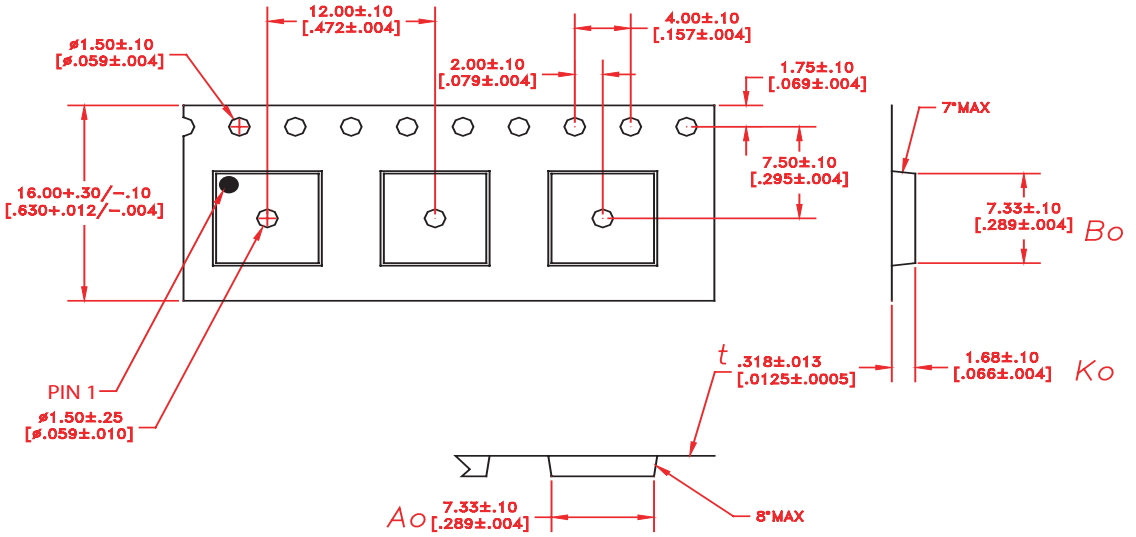 12.00±.10
[.472±.004]
4.00±.10
[.157±.004]
ø1.50±.10
[ø.059±.004]
2.00±.10
[.079±.004]
1.75±.10
[.069±.004]
7°MAX
7.50±.10
[.295±.004]
16.00+.30/-.10
[.630+.012/-.004]
7.33±.10
[.289±.004]
Bo
t
.318±.013
[.0125±.0005]
1.68±.10
[.066±.004]
Ko
PIN 1
ø1.50±.25
[ø.059±.010]
Ao
7.33±.10
[.289±.004]
8°MAX